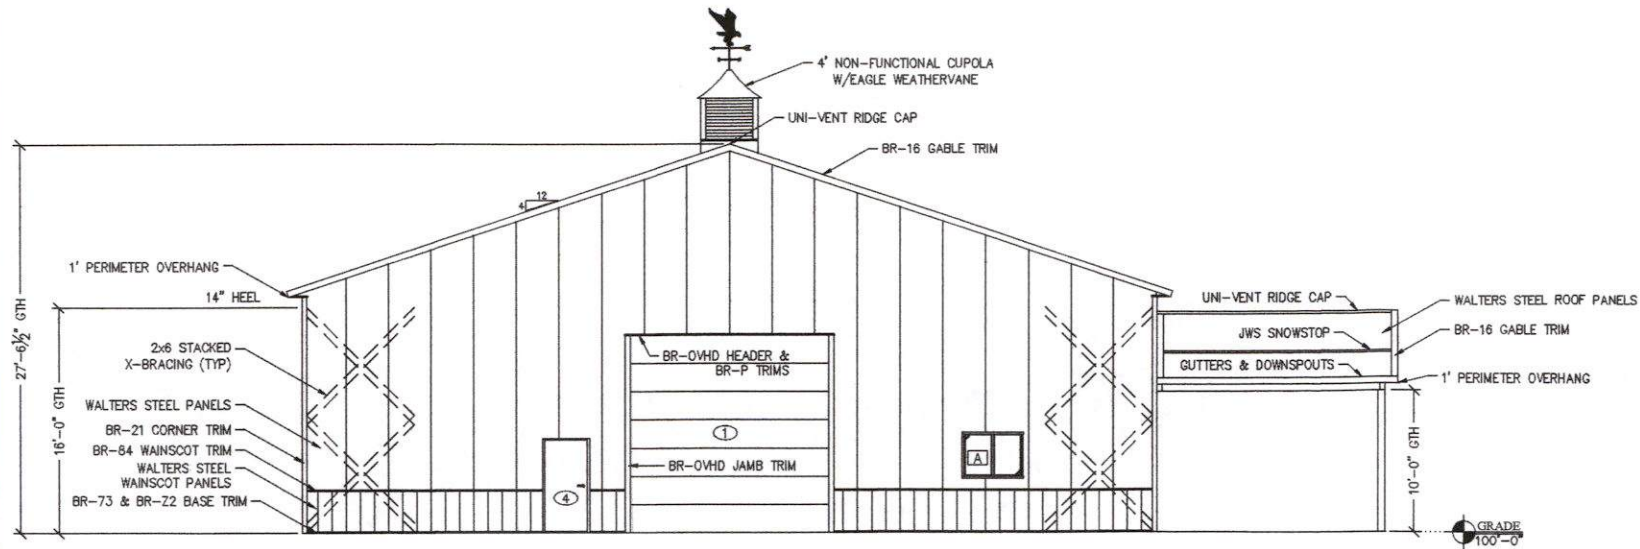 4' NON-FUNCTIONAL CUPOLA
W/EAGLE WEATHERVANE
UNI-VENT RIDGE CAP
BR-16 GABLE TRIM
12
4
1' PERIMETER OVERHANG
14" HEEL
27'-6½" GTH
16'-0" GTH
2x6 STACKED
X-BRACING (TYP)
WALTERS STEEL PANELS
BR-21 CORNER TRIM
BR-84 WAINSCOT TRIM
WALTERS STEEL
WAINSCOT PANELS
BR-73 & BR-Z2 BASE TRIM
BR-OVHD HEADER &
BR-P TRIMS
1
BR-OVHD JAMB TRIM
4
A
UNI-VENT RIDGE CAP
WALTERS STEEL ROOF PANELS
JWS SNOWSTOP
BR-16 GABLE TRIM
GUTTERS & DOWNSPOUTS
1' PERIMETER OVERHANG
10'-0" GTH
GRADE
100'-0"